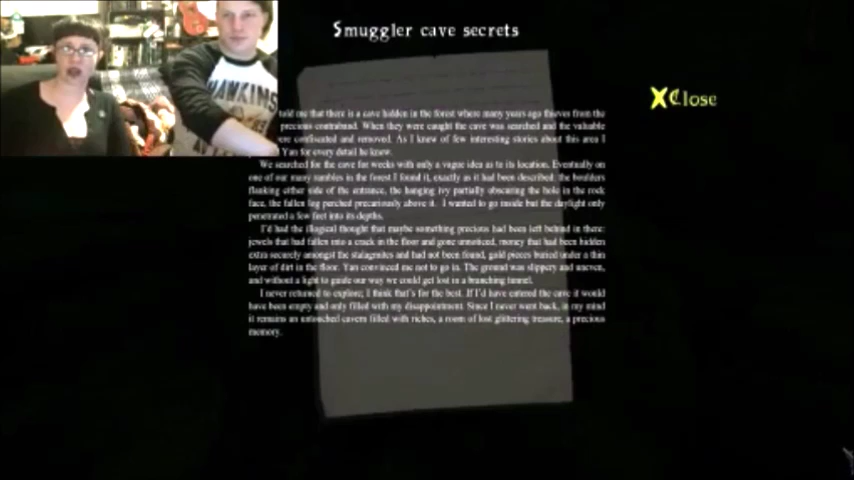 Smuggler cave secrets
XClose
HAWKINS
told me that there is a cave hidden in the forest where many years ago thieves from the
precious contraband. When they were caught the cave was searched and the valuable
were confiscated and removed. As I knew of few interesting stories about this area I
Yan for every detail he knew.
We searched for the cave for weeks with only a vague idea as to its location. Eventually on
one of our many rambles in the forest I found it, exactly as it had been described: the boulders
flanking either side of the entrance, the hanging ivy partially obscuring the hole in the rock
face, the fallen log perched precariously above it. I wanted to go inside but the daylight only
penetrated a few feet into its depths.
I'd had the illogical thought that maybe something precious had been left behind in there:
jewels that had fallen into a crack in the floor and gone unnoticed, money that had been hidden
extra securely amongst the stalagmites and had not been found, gold pieces buried under a thin
layer of dirt in the floor. Yan convinced me not to go in. The ground was slippery and uneven,
and without a light to guide our way we could get lost in a branching tunnel.
I never returned to explore; I think that's for the best. If I'd have entered the cave it would
have been empty and only filled with my disappointment. Since I never went back, in my mind
it remains an untouched cavern filled with riches, a room of lost glittering treasure, a precious
memory.